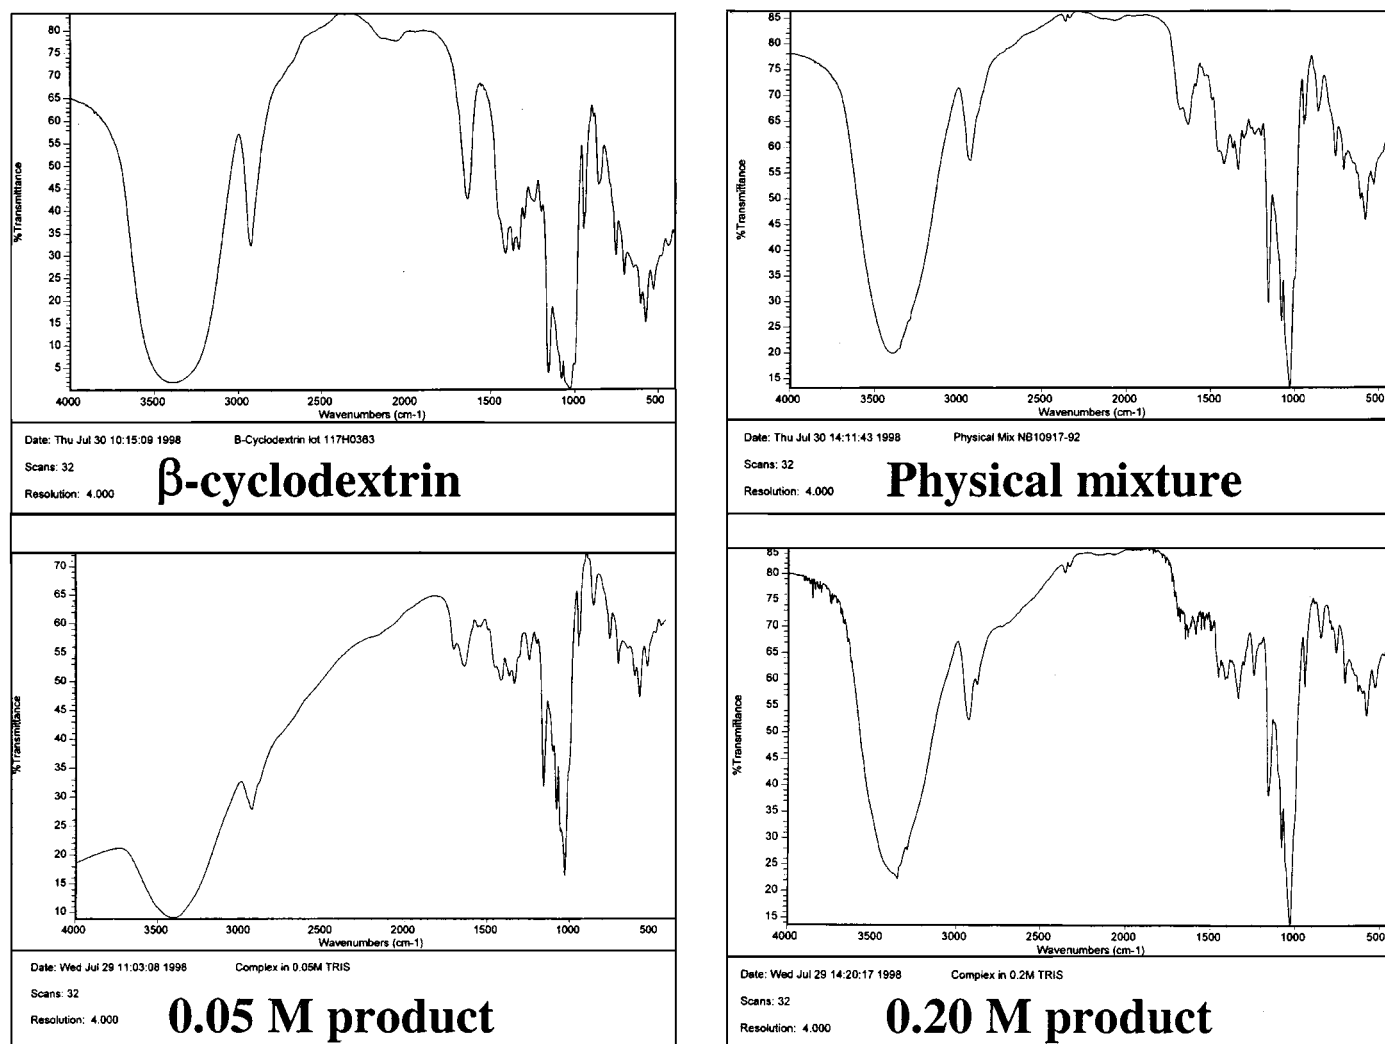 80
75
70
65
60
55
50
45
40
35
30
25
20
15
10
5
%Transmittance
4000 3500 3000 2500 2000 1500 1000 500
Wavenumbers (cm-1)
Date: Thu Jul 30 10:15:09 1998 B-Cyclodextrin lot 117H0363
Scans: 32
Resolution: 4.000
β-cyclodextrin
85
80
75
70
65
60
55
50
45
40
35
30
25
20
15
%Transmittance
4000 3500 3000 2500 2000 1500 1000 500
Wavenumbers (cm-1)
Date: Thu Jul 30 14:11:43 1998 Physical Mix NB10917-92
Scans: 32
Resolution: 4.000
Physical mixture
70
65
60
55
50
45
40
35
30
25
20
15
10
%Transmittance
4000 3500 3000 2500 2000 1500 1000 500
Wavenumbers (cm-1)
Date: Wed Jul 29 11:03:08 1998 Complex in 0.05M TRIS
Scans: 32
Resolution: 4.000
0.05 M product
85
80
75
70
65
60
55
50
45
40
35
30
25
20
15
%Transmittance
4000 3500 3000 2500 2000 1500 1000 500
Wavenumbers (cm-1)
Date: Wed Jul 29 14:20:17 1998 Complex in 0.2M TRIS
Scans: 32
Resolution: 4.000
0.20 M product